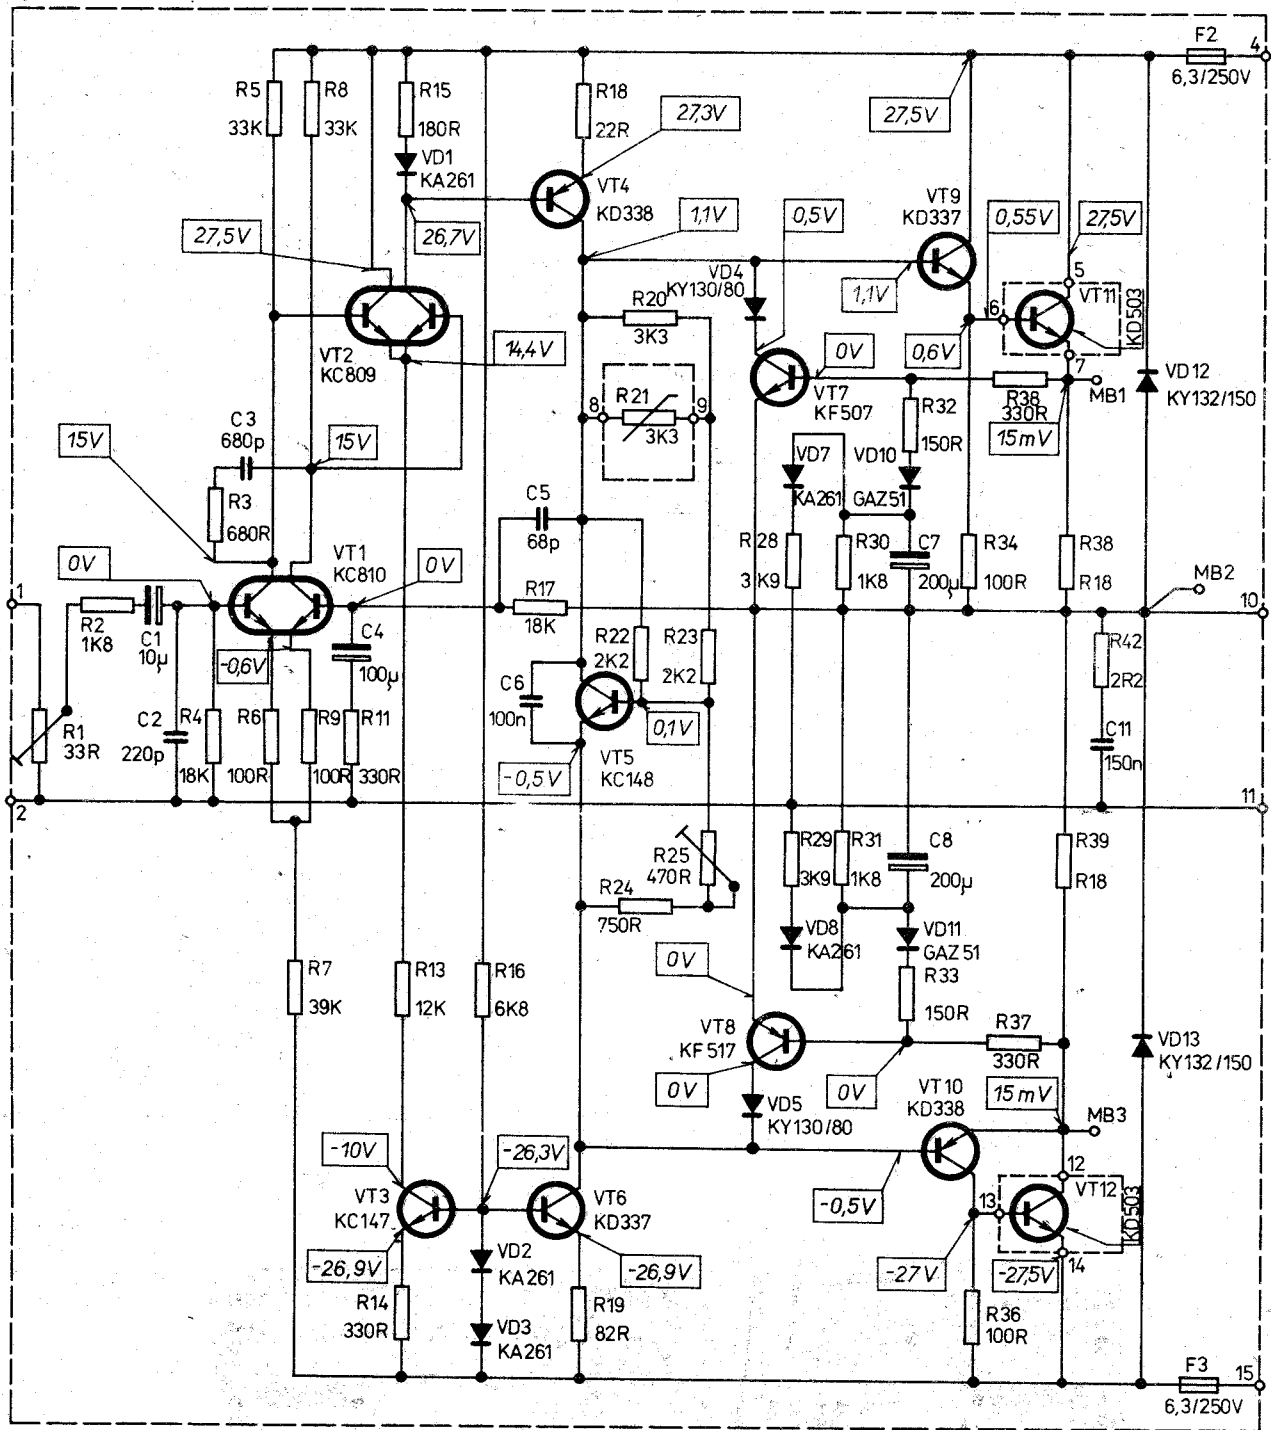 F2
4
6,3/250V
R5
33K
R8
33K
R15
180R
VD1
KA261
R18
22R
27,3V
27,5V
VT4
KD338
27,5V
26,7V
1,1V
0,5V
VT9
KD337
0,55V
27,5V
VD4
KY130/80
1,1V
5
VT11
KD503
6
R20
3K3
VT2
KC809
14,4V
0V
0,6V
7
VT7
KF507
R38
330R
MB1
VD12
KY132/150
8
R21
9
3K3
R32
150R
15mV
C3
680p
15V
15V
VD7
KA261
VD10
GAZ51
R3
680R
C5
68p
R28
3K9
R30
1K8
C7
200µ
R34
100R
R38
R18
0V
VT1
KC810
0V
MB2
1
R2
1K8
C1
10µ
R17
18K
10
C4
100µ
R22
2K2
R23
2K2
R42
2R2
-0,6V
C6
100n
R1
33R
C2
220p
R4
18K
R6
100R
R9
100R
R11
330R
0,1V
VT5
KC148
-0,5V
C11
150n
2
11
R25
470R
R29
3K9
R31
1K8
C8
200µ
R39
R18
R24
750R
VD8
KA261
VD11
GAZ51
R7
39K
R13
12K
R16
6K8
0V
R33
150R
VT8
KF517
R37
330R
VD13
KY132/150
0V
0V
VT10
KD338
15mV
VD5
KY130/80
MB3
-10V
-26,3V
12
VT3
KC147
VT6
KD337
-0,5V
13
VT12
KD503
-26,9V
VD2
KA261
-26,9V
-27V
-27,5V
14
R14
330R
VD3
KA261
R19
82R
R36
100R
F3
15
6,3/250V